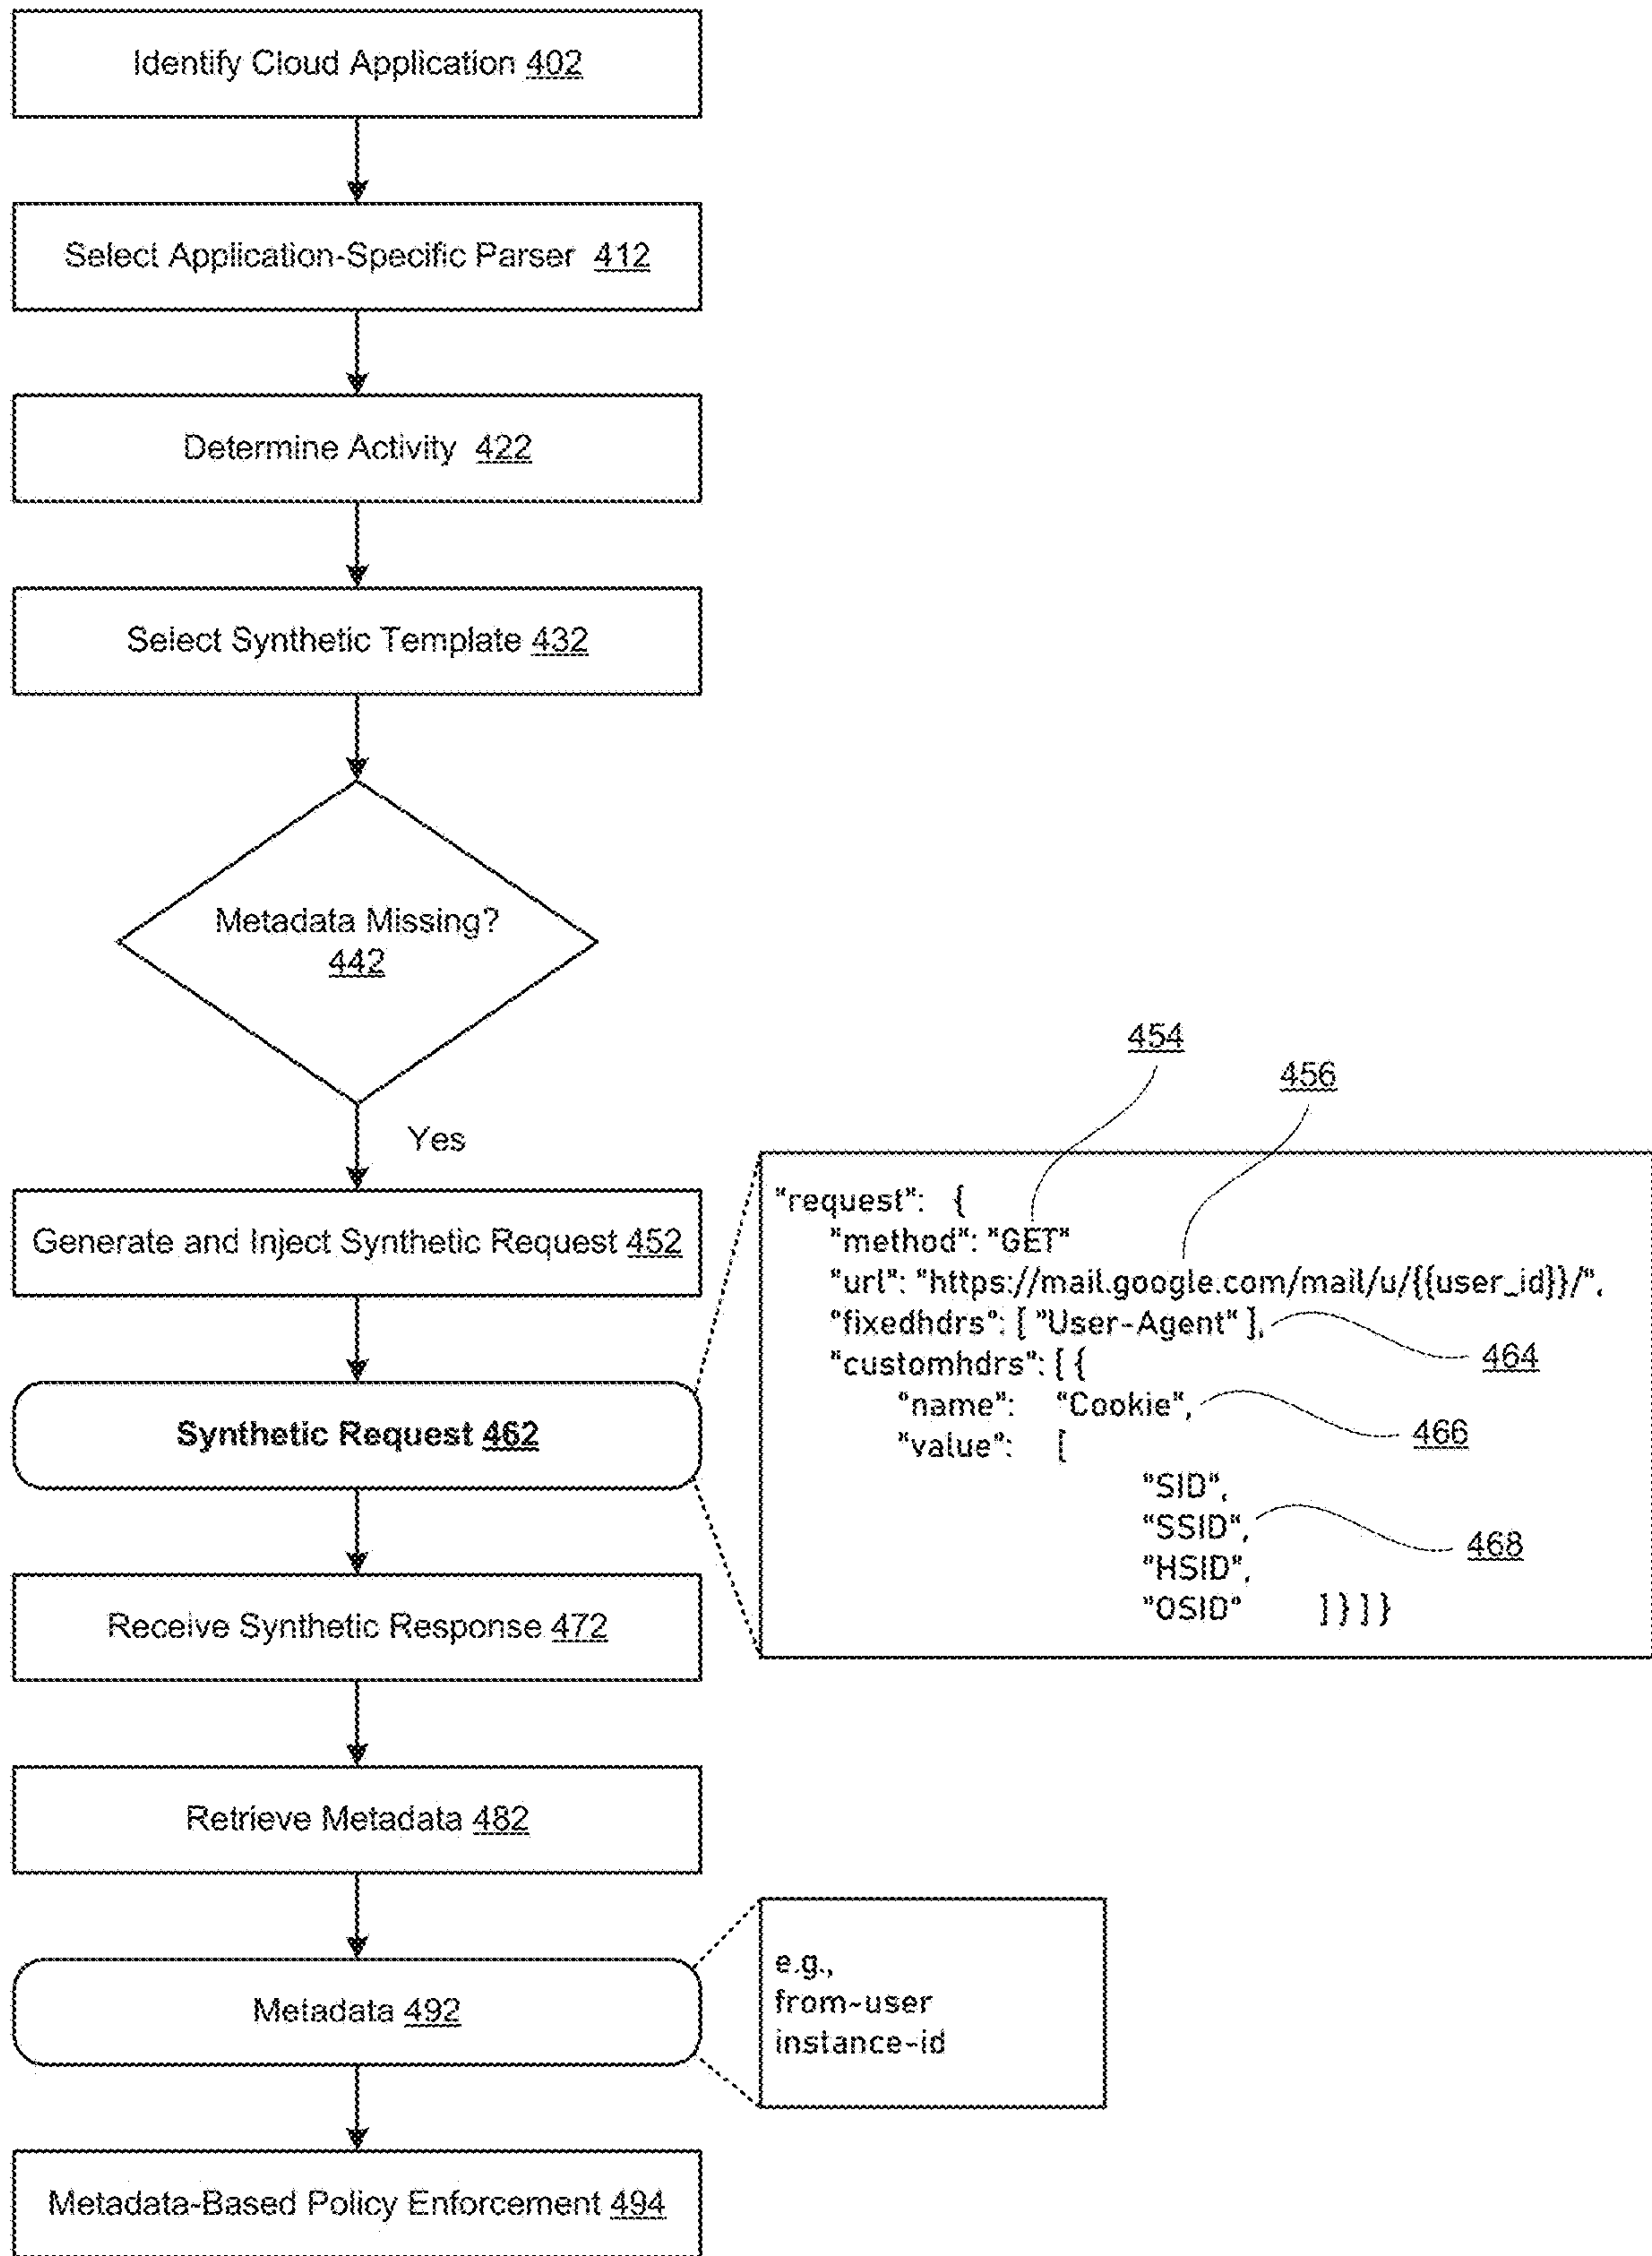 Identify Cloud Application 402
Select Application-Specific Parser 412
Determine Activity 422
Select Synthetic Template 432
Metadata Missing?
442
Yes
Generate and Inject Synthetic Request 452
Synthetic Request 462
454
456
"request": {
"method": "GET"
"url": "https://mail.google.com/mail/u/{{user_id}}/",
"fixedhdrs": [ "User-Agent" ],
464
"customhdrs": [ {
"name": "Cookie",
466
"value": [
"SID",
"SSID",
468
"HSID",
"OSID" ] } ] }
Receive Synthetic Response 472
Retrieve Metadata 482
Metadata 492
e.g.,
from-user
instance-id
Metadata-Based Policy Enforcement 494